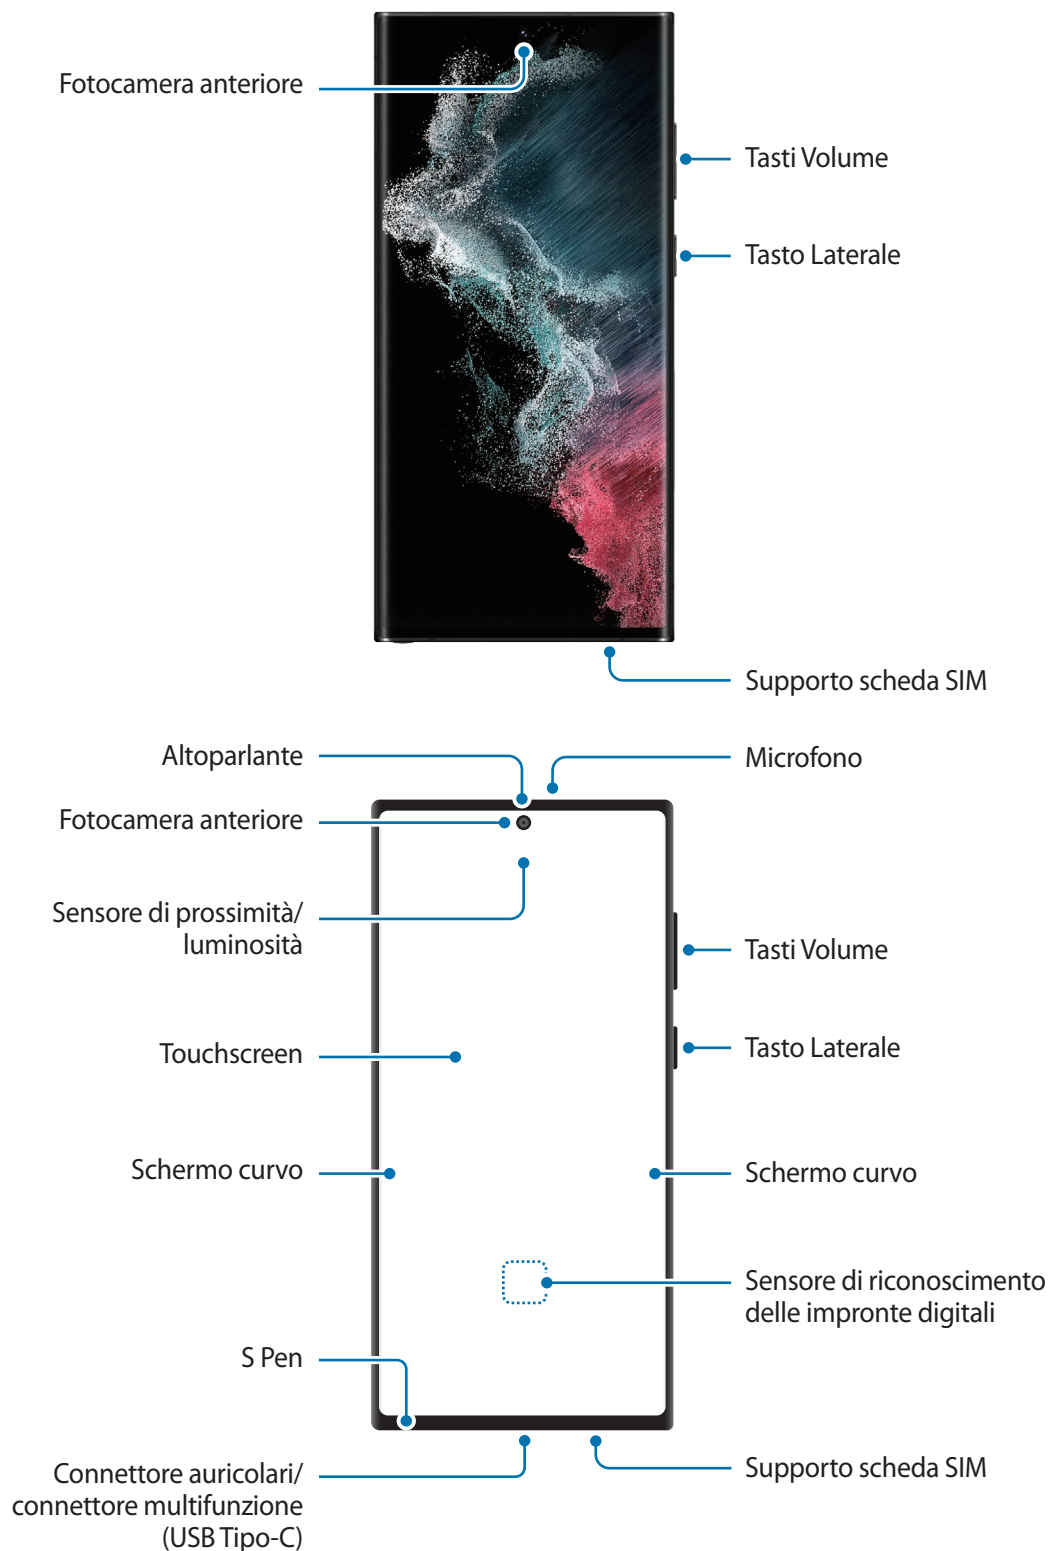 Fotocamera anteriore
Tasti Volume
Tasto Laterale
Supporto scheda SIM
Altoparlante
Microfono
Fotocamera anteriore
Sensore di prossimità/
luminosità
Tasti Volume
Touchscreen
Tasto Laterale
Schermo curvo
Schermo curvo
Sensore di riconoscimento
delle impronte digitali
S Pen
Connettore auricolari/
connettore multifunzione
(USB Tipo-C)
Supporto scheda SIM